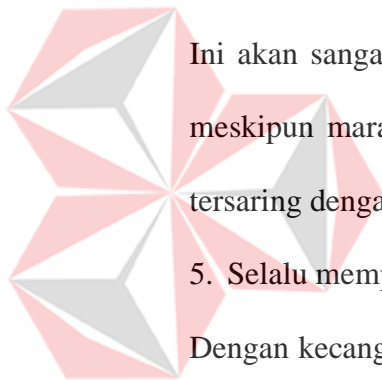 Ini akan sanga
meskipun mara
tersaring denga
5. Selalu memp
Dengan kecang